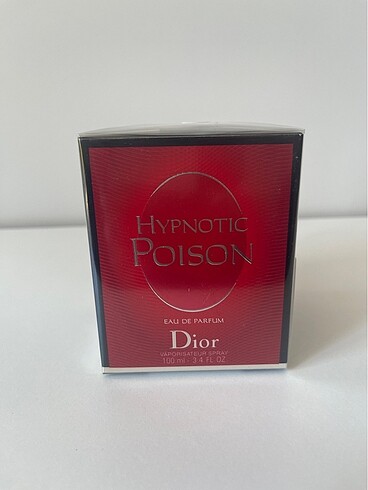 HYPNOTIC
POISON
EAU DE PARFUM
Dior
VAPORISATEUR SPRAY
100 ml - 3.4 FL. OZ